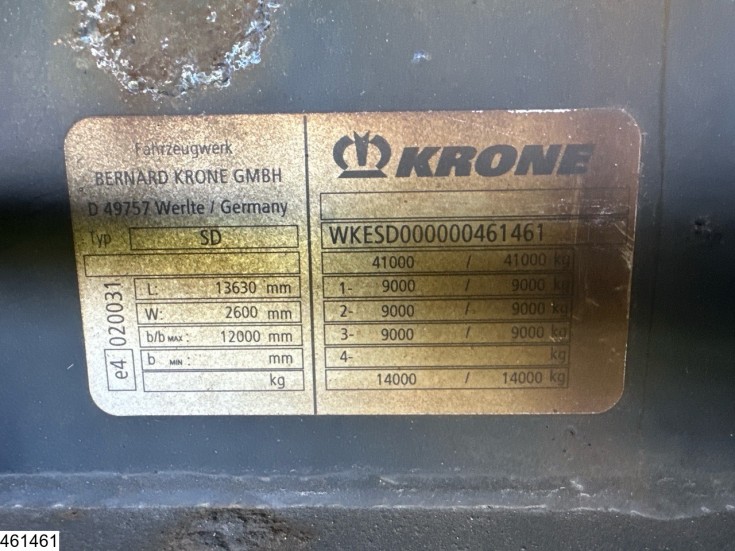 Fahrzeugwerk
BERNARD KRONE GMBH
D 49757 Werlte / Germany
Typ SD
e4 020031
L: 13630 mm
W: 2600 mm
b/b MAX: 12000 mm
b MIN: mm
kg
KRONE
WKESD000000461461
41000 / 41000 kg
1- 9000 / 9000 kg
2- 9000 / 9000 kg
3- 9000 / 9000 kg
4- kg
14000 / 14000 kg
461461